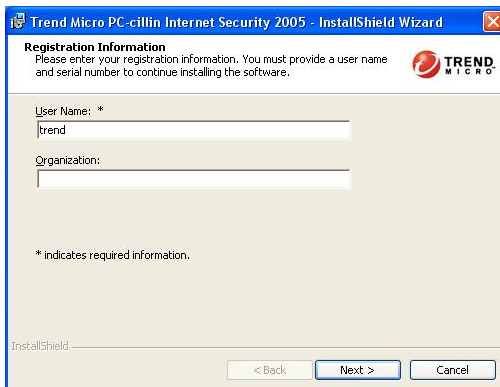 Trend Micro PC-cillin Internet Security 2005 - InstallShield Wizard
Registration Information
Please enter your registration information. You must provide a user name
and serial number to continue installing the software.
TREND
MICRO
User Name: *
trend
Organization:
* indicates required information.
InstallShield
< Back
Next >
Cancel